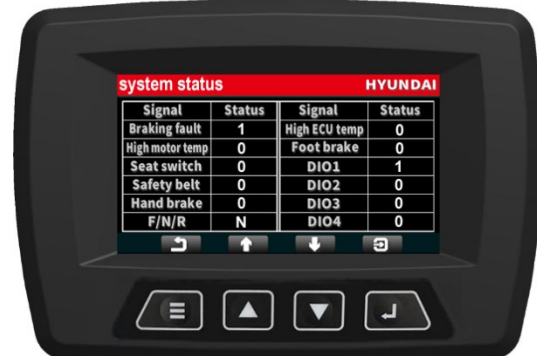 system status HYUNDAI
Signal Status Signal Status
Braking fault 1 High ECU temp 0
High motor temp 0 Foot brake 0
Seat switch 0 DIO1 1
Safety belt 0 DIO2 0
Hand brake 0 DIO3 0
F/N/R N DIO4 0